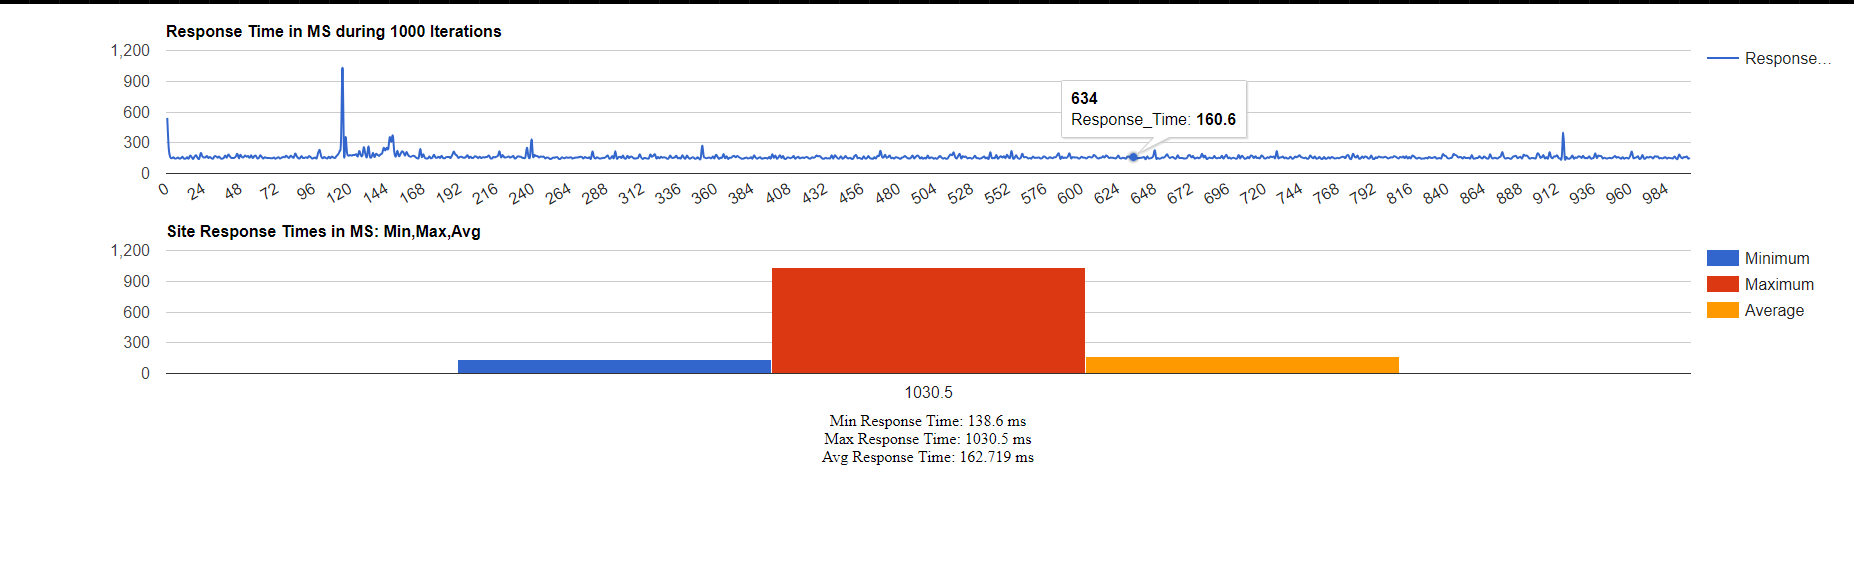 Response Time in MS during 1000 Iterations
1,200
900
600
300
0
Response...
634
Response_Time: 160.6
0 24 48 72 96 120 144 168 192 216 240 264 288 312 336 360 384 408 432 456 480 504 528 552 576 600 624 648 672 696 720 744 768 792 816 840 864 888 912 936 960 984
Site Response Times in MS: Min,Max,Avg
1,200
900
600
300
0
Minimum
Maximum
Average
1030.5
Min Response Time: 138.6 ms
Max Response Time: 1030.5 ms
Avg Response Time: 162.719 ms